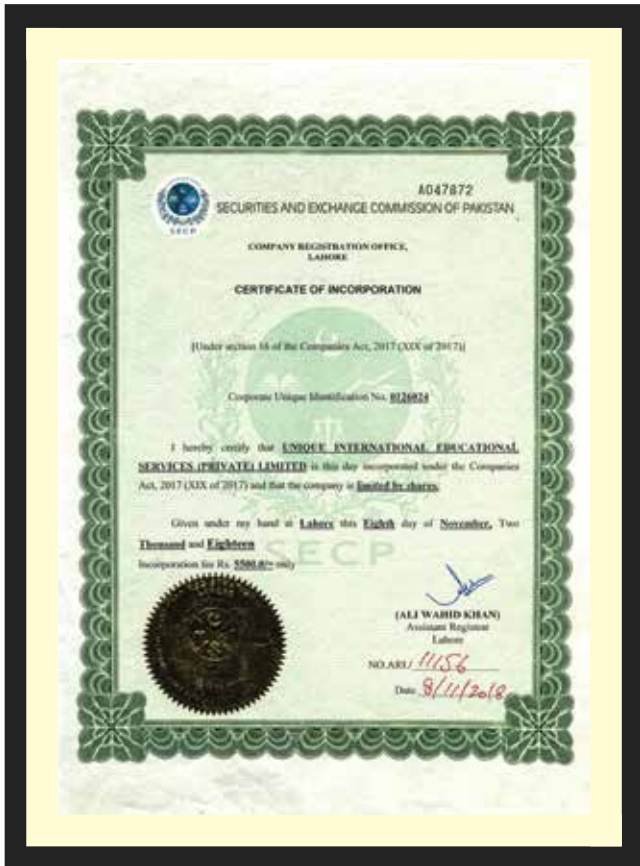 A047872
SECURITIES AND EXCHANGE COMMISSION OF PAKISTAN
SECP
COMPANY REGISTRATION OFFICE,
LAHORE
CERTIFICATE OF INCORPORATION
[Under section 16 of the Companies Act, 2017 (XIX of 2017)]
Corporate Unique Identification No. 0126024
I hereby certify that UNIQUE INTERNATIONAL EDUCATIONAL
SERVICES (PRIVATE) LIMITED is this day incorporated under the Companies
Act, 2017 (XIX of 2017) and that the company is limited by shares.
Given under my hand at Lahore this Eighth day of November, Two
Thousand and Eighteen
SECP
Incorporation fee Rs. 5500.0/= only
(ALI WAHID KHAN)
Assistant Registrar
Lahore
NO.ARL/ 11156
Date 8/11/2018